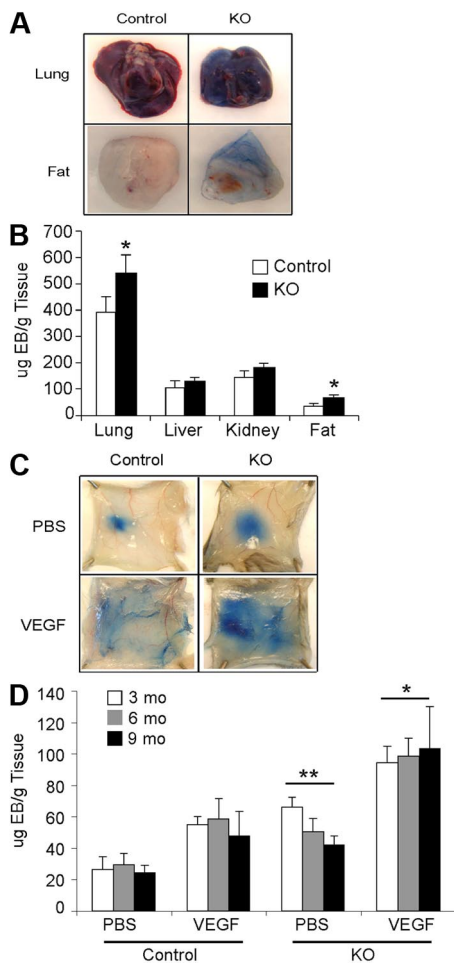 A
Control KO
Lung
Fat
B
ug EB/g Tissue
700
600
500
400
300
200
100
0
*
*
Control
KO
Lung Liver Kidney Fat
C
Control KO
PBS
VEGF
D
ug EB/g Tissue
140
120
100
80
60
40
20
0
3 mo
6 mo
9 mo
**
*
PBS VEGF PBS VEGF
Control KO